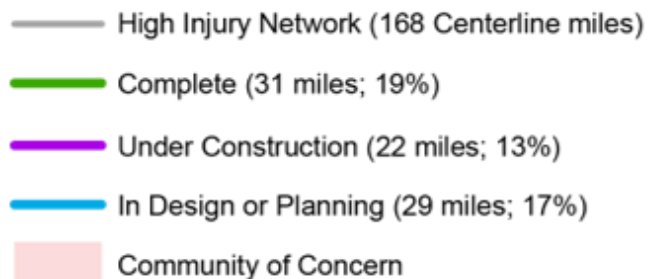 High Injury Network (168 Centerline miles)
Complete (31 miles; 19%)
Under Construction (22 miles; 13%)
In Design or Planning (29 miles; 17%)
Community of Concern